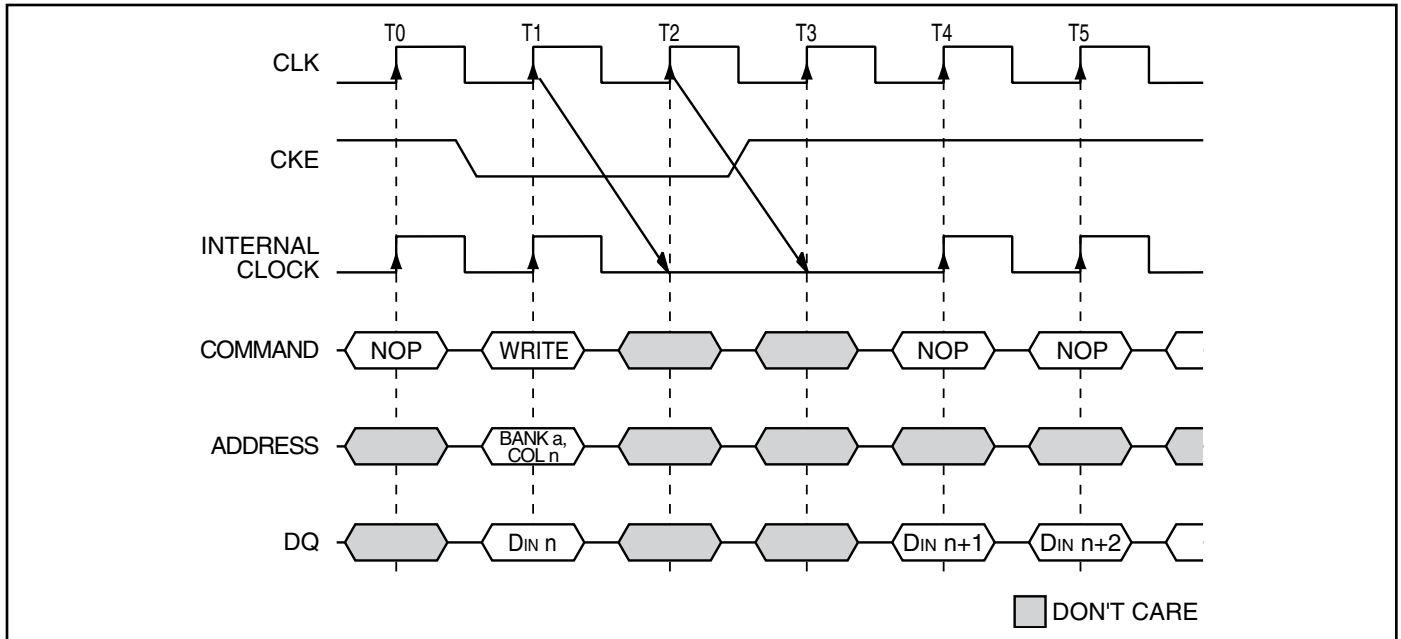 T0 T1 T2 T3 T4 T5
CLK
CKE
INTERNAL
CLOCK
COMMAND NOP WRITE NOP NOP
ADDRESS BANK a,
COL n
DQ DIN n DIN n+1 DIN n+2
DON'T CARE